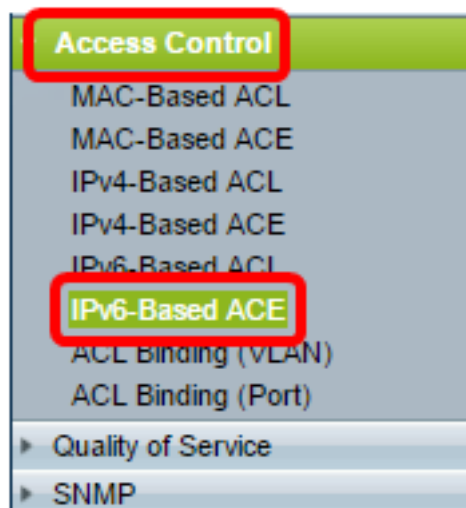 Access Control
MAC-Based ACL
MAC-Based ACE
IPv4-Based ACL
IPv4-Based ACE
IPv6-Based ACL
IPv6-Based ACE
ACL Binding (VLAN)
ACL Binding (Port)
Quality of Service
SNMP